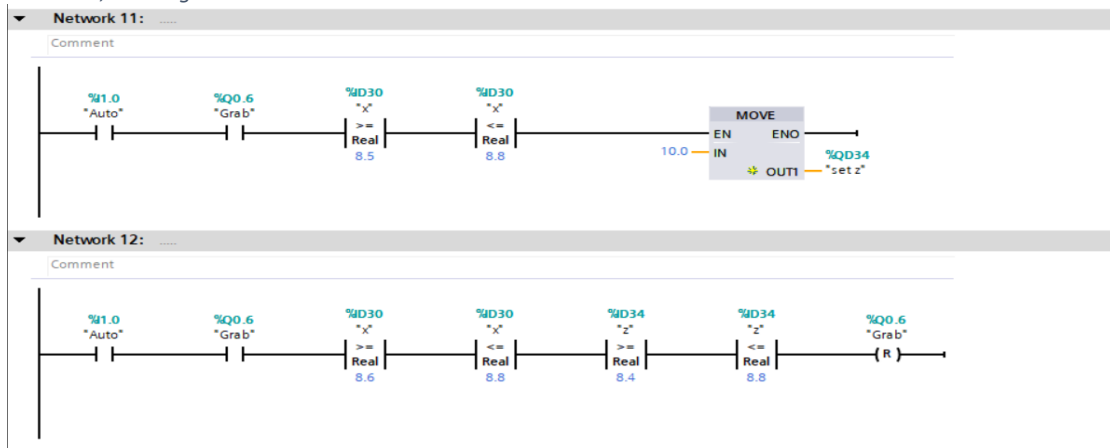 Network 11: .....
Comment
%I1.0 %Q0.6 %ID30 %ID30
"Auto" "Grab" "x" "x"
>= <=
Real Real
8.5 8.8
MOVE
EN ENO
10.0 IN
%QD34
OUT1 "set z"
Network 12: .....
Comment
%I1.0 %Q0.6 %ID30 %ID30 %ID34 %ID34 %Q0.6
"Auto" "Grab" "x" "x" "z" "z" "Grab"
>= <= >= <= R
Real Real Real Real
8.6 8.8 8.4 8.8